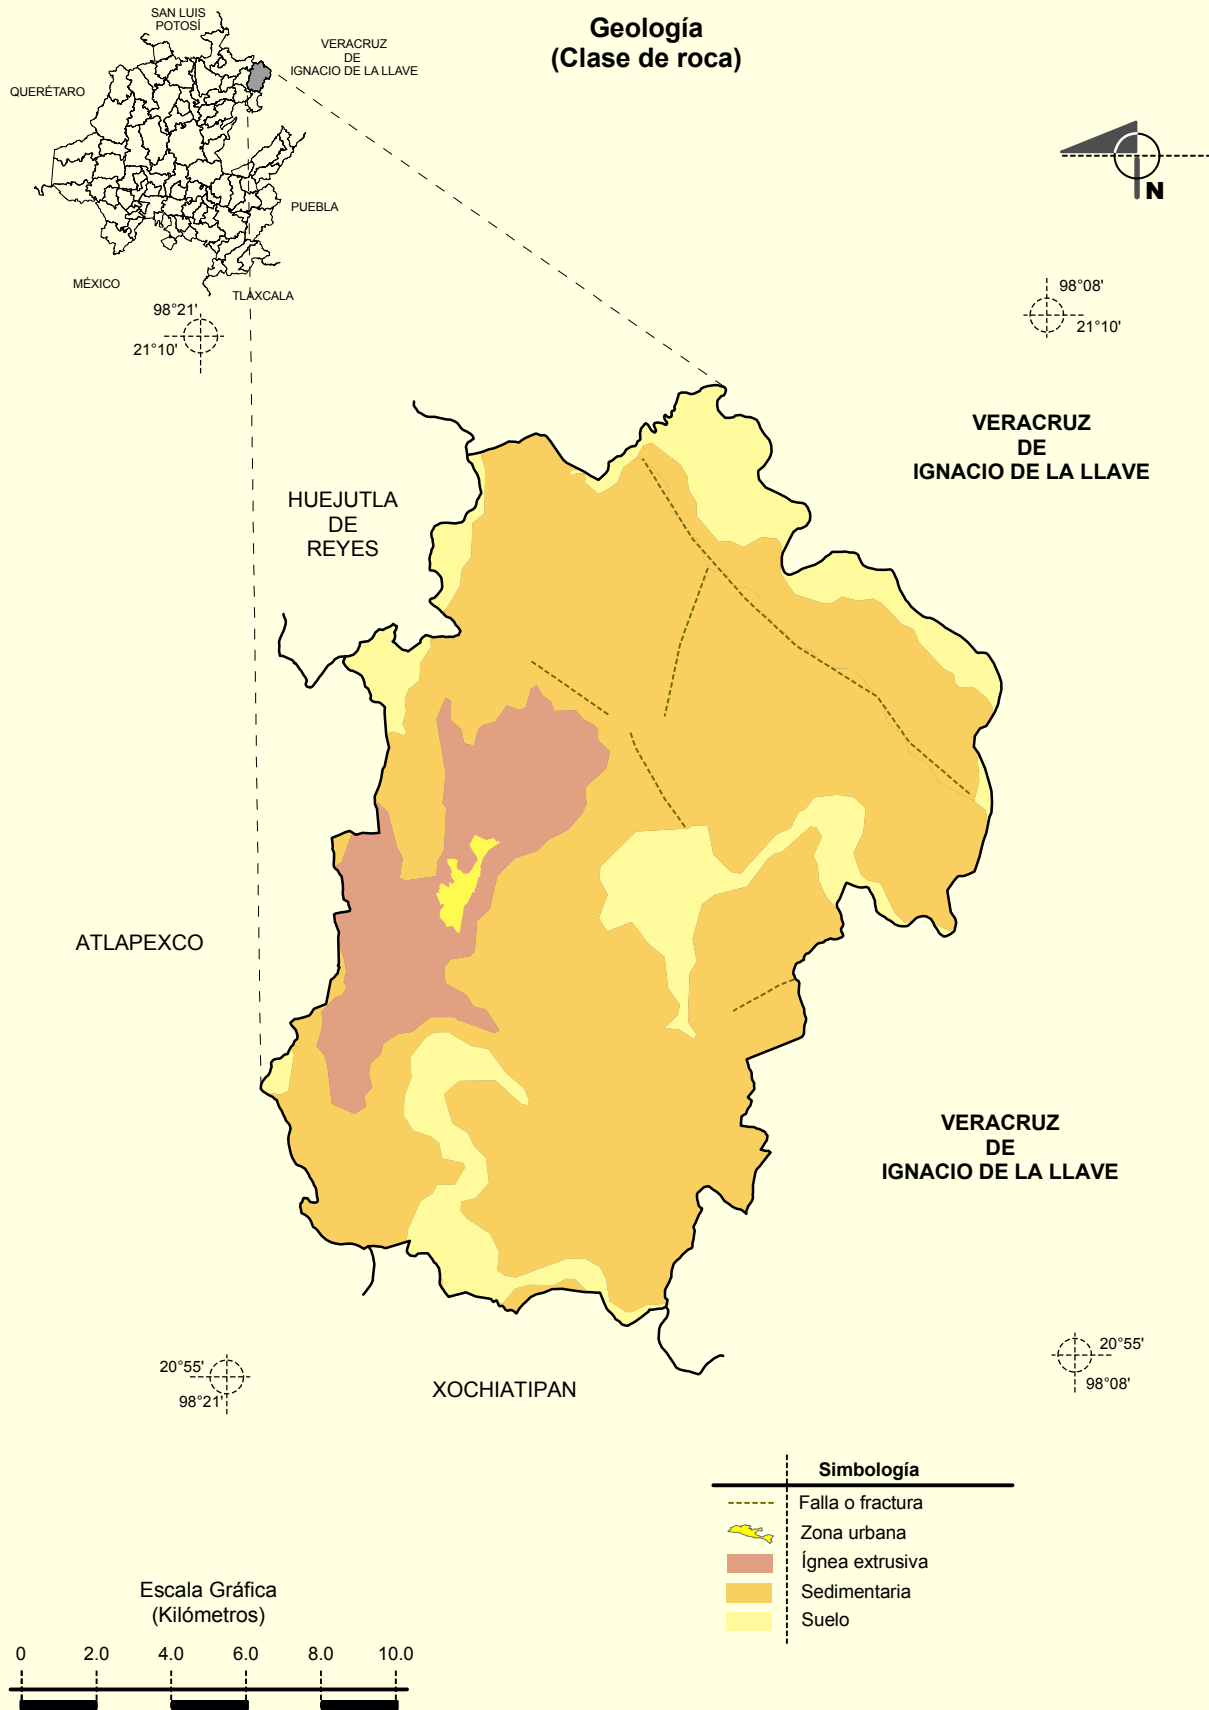 Geología
(Clase de roca)
SAN LUIS
POTOSÍ
VERACRUZ
DE
IGNACIO DE LA LLAVE
QUERÉTARO
PUEBLA
MÉXICO
TLAXCALA
N
98°21'
21°10'
98°08'
21°10'
VERACRUZ
DE
IGNACIO DE LA LLAVE
HUEJUTLA
DE
REYES
ATLAPEXCO
VERACRUZ
DE
IGNACIO DE LA LLAVE
20°55'
98°21'
XOCHIATIPAN
20°55'
98°08'
Simbología
Falla o fractura
Zona urbana
Ígnea extrusiva
Sedimentaria
Suelo
Escala Gráfica
(Kilómetros)
0 2.0 4.0 6.0 8.0 10.0